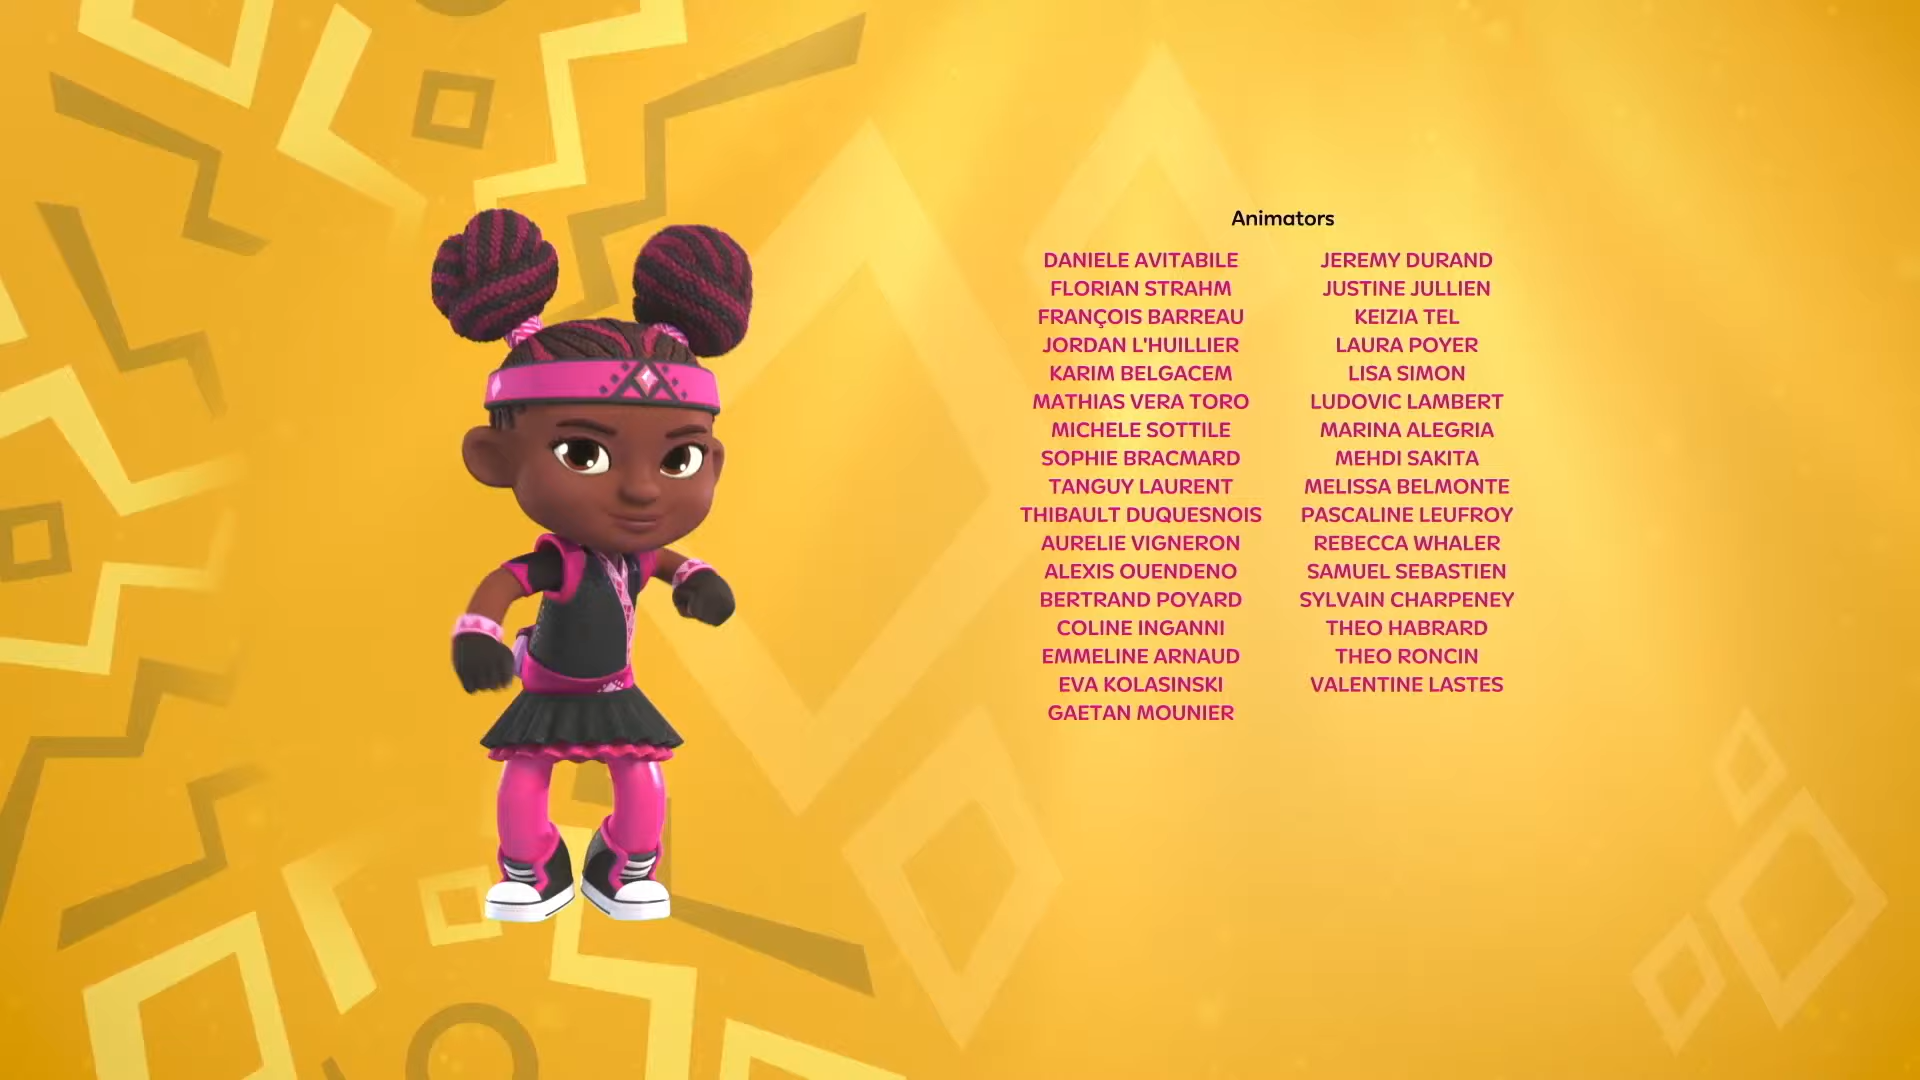 Animators
DANIELE AVITABILE
FLORIAN STRAHM
FRANÇOIS BARREAU
JORDAN L'HUILLIER
KARIM BELGACEM
MATHIAS VERA TORO
MICHELE SOTTILE
SOPHIE BRACMARD
TANGUY LAURENT
THIBAULT DUQUESNOIS
AURELIE VIGNERON
ALEXIS OUENDENO
BERTRAND POYARD
COLINE INGANNI
EMMELINE ARNAUD
EVA KOLASINSKI
GAETAN MOUNIER
JEREMY DURAND
JUSTINE JULLIEN
KEIZIA TEL
LAURA POYER
LISA SIMON
LUDOVIC LAMBERT
MARINA ALEGRIA
MEHDI SAKITA
MELISSA BELMONTE
PASCALINE LEUFROY
REBECCA WHALER
SAMUEL SEBASTIEN
SYLVAIN CHARPENEY
THEO HABRARD
THEO RONCIN
VALENTINE LASTES